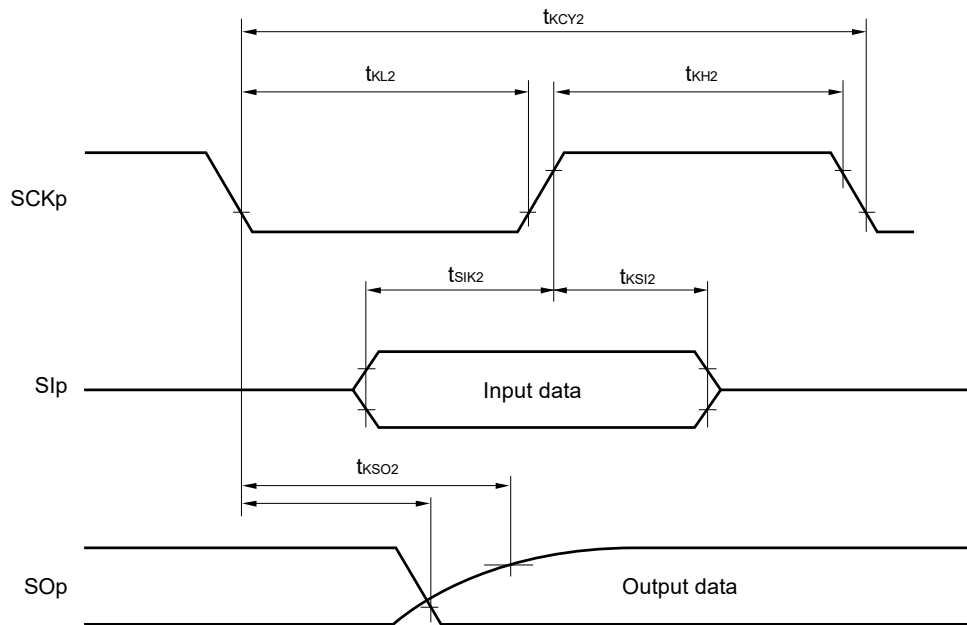 tKCY2
tKL2
tKH2
SCKp
tSIK2
tKSI2
SIp
Input data
tKSO2
SOp
Output data